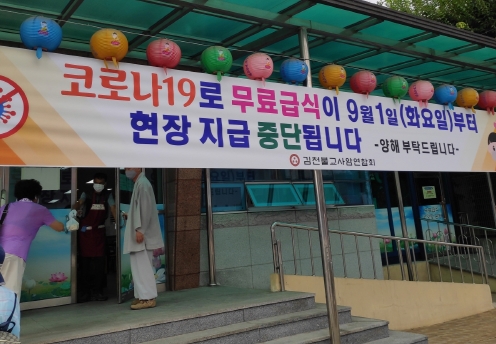 코로나19로 무료급식이 9월1일(화요일)부터
현장 지급 중단됩니다 -양해 부탁드립니다-
김천불교사암연합회